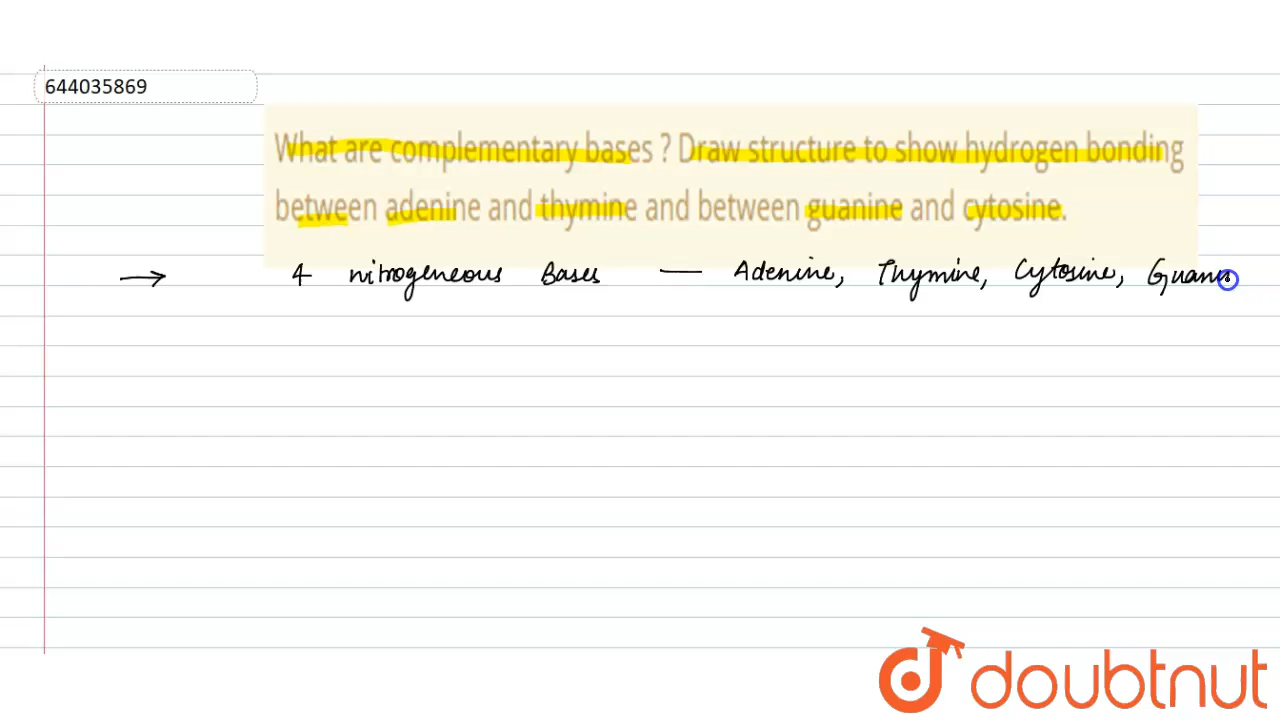 644035869
What are complementary bases ? Draw structure to show hydrogen bonding
between adenine and thymine and between guanine and cytosine.
→ 4 nitrogeneous Bases — Adenine, Thymine, Cytosine, Guan
doubtnut